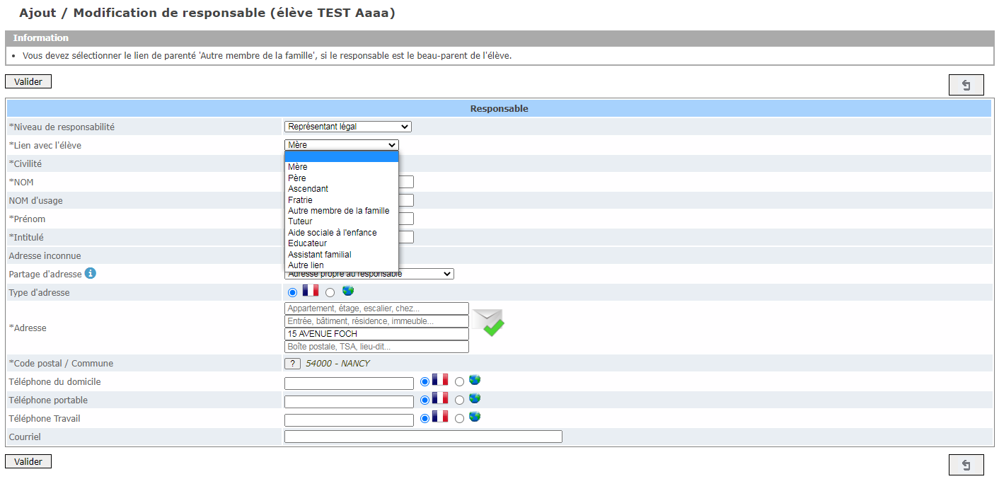 Ajout / Modification de responsable (élève TEST Aaaa)
Information
• Vous devez sélectionner le lien de parenté 'Autre membre de la famille', si le responsable est le beau-parent de l'élève.
Valider
Responsable
*Niveau de responsabilité Représentant légal
*Lien avec l'élève Mère
Mère
Père
Ascendant
Fratrie
Autre membre de la famille
Tuteur
Aide sociale à l'enfance
Educateur
Assistant familial
Autre lien
*Civilité
*NOM
NOM d'usage
*Prénom
*Intitulé
Adresse inconnue
Partage d'adresse i Adresse propre au responsable
Type d'adresse
*Adresse
Appartement, étage, escalier, chez...
Entrée, bâtiment, résidence, immeuble...
15 AVENUE FOCH
Boîte postale, TSA, lieu-dit...
*Code postal / Commune ? 54000 - NANCY
Téléphone du domicile
Téléphone portable
Téléphone Travail
Courriel
Valider